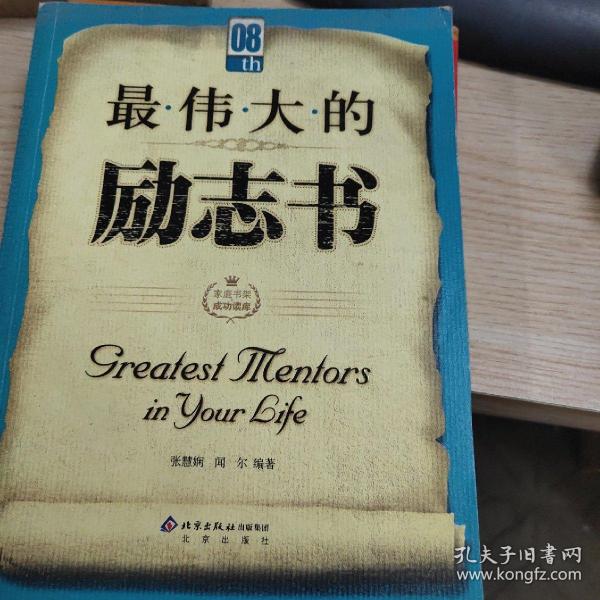 08
th
最·伟·大·的
励志书
家庭书架
成功读库
Greatest Mentors
in Your Life
张慧娴 闻尔 编著
北京出版社出版集团
北京出版社
孔夫子旧书网
www.kongfz.com